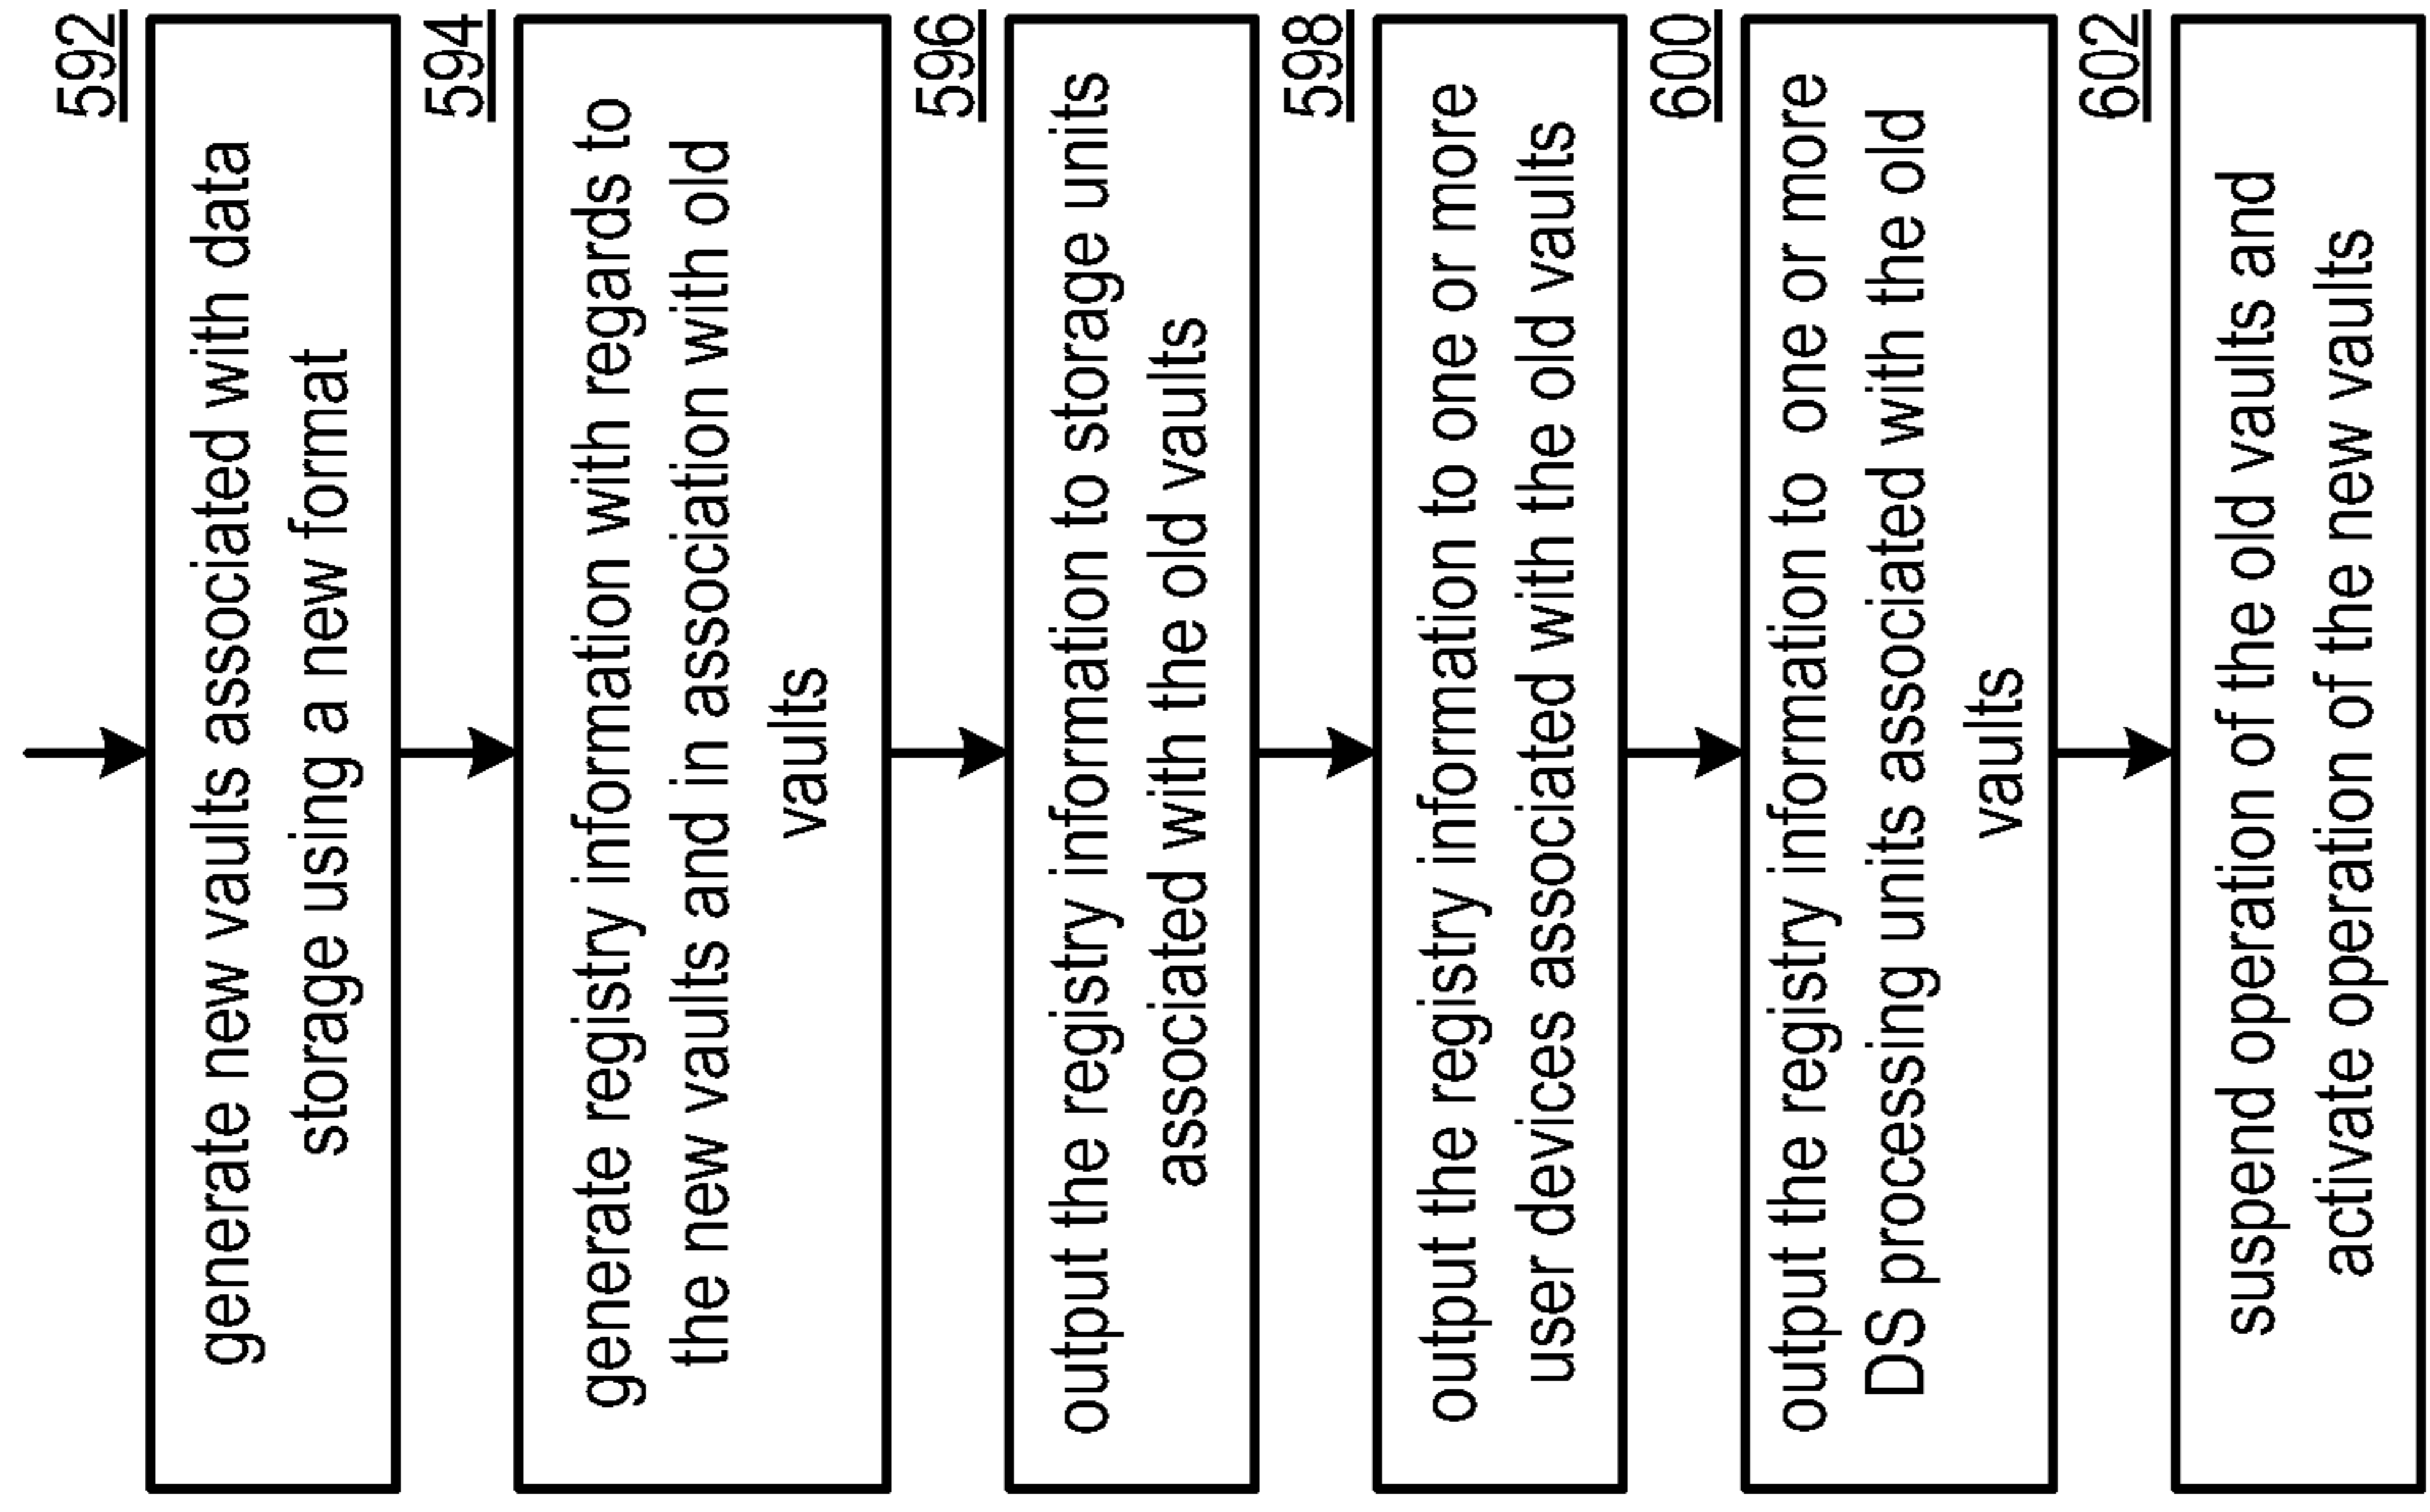 592
generate new vaults associated with data
storage using a new format
594
generate registry information with regards to
the new vaults and in association with old
vaults
596
output the registry information to storage units
associated with the old vaults
598
output the registry information to one or more
user devices associated with the old vaults
600
output the registry information to one or more
DS processing units associated with the old
vaults
602
suspend operation of the old vaults and
activate operation of the new vaults